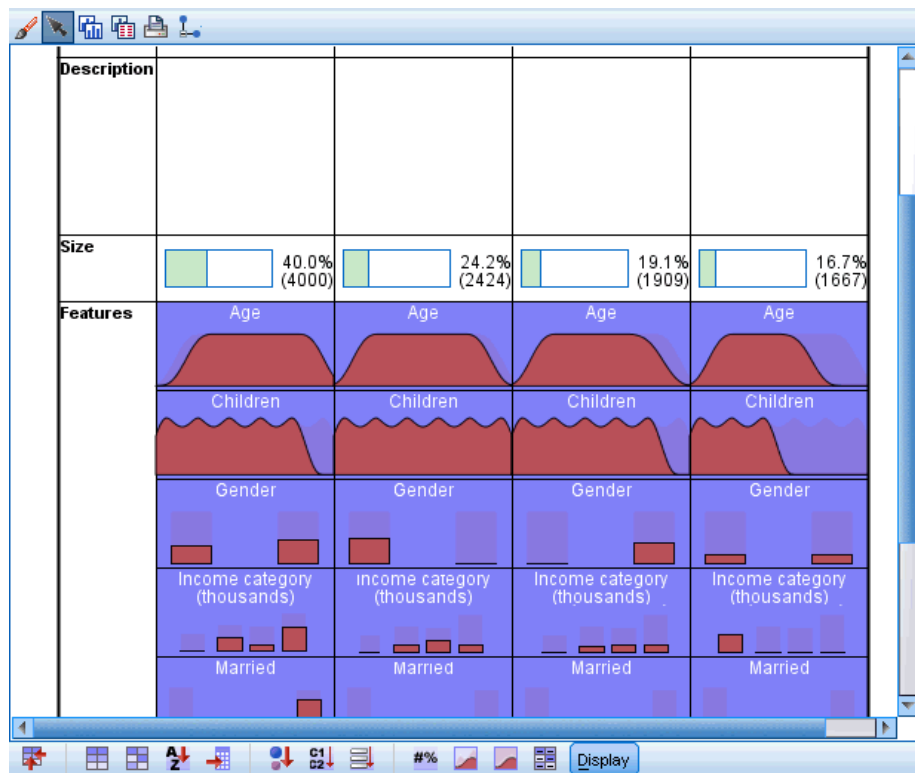 Description
Size
40.0% 24.2% 19.1% 16.7%
(4000) (2424) (1909) (1667)
Features
Age Age Age Age
Children Children Children Children
Gender Gender Gender Gender
Income category Income category Income category Income category
(thousands) (thousands) (thousands) (thousands)
Married Married Married Married
A Z C1 C2 #% Display